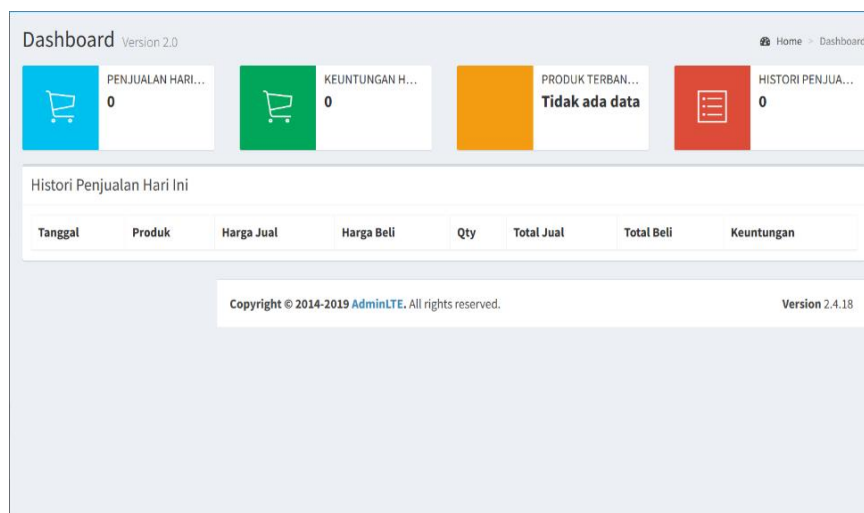 Dashboard Version 2.0
Home > Dashboard
PENJUALAN HARI...
0
KEUNTUNGAN H...
0
PRODUK TERBAN...
Tidak ada data
HISTORI PENJUA...
0
Histori Penjualan Hari Ini
Tanggal Produk Harga Jual Harga Beli Qty Total Jual Total Beli Keuntungan
Copyright © 2014-2019 AdminLTE. All rights reserved. Version 2.4.18